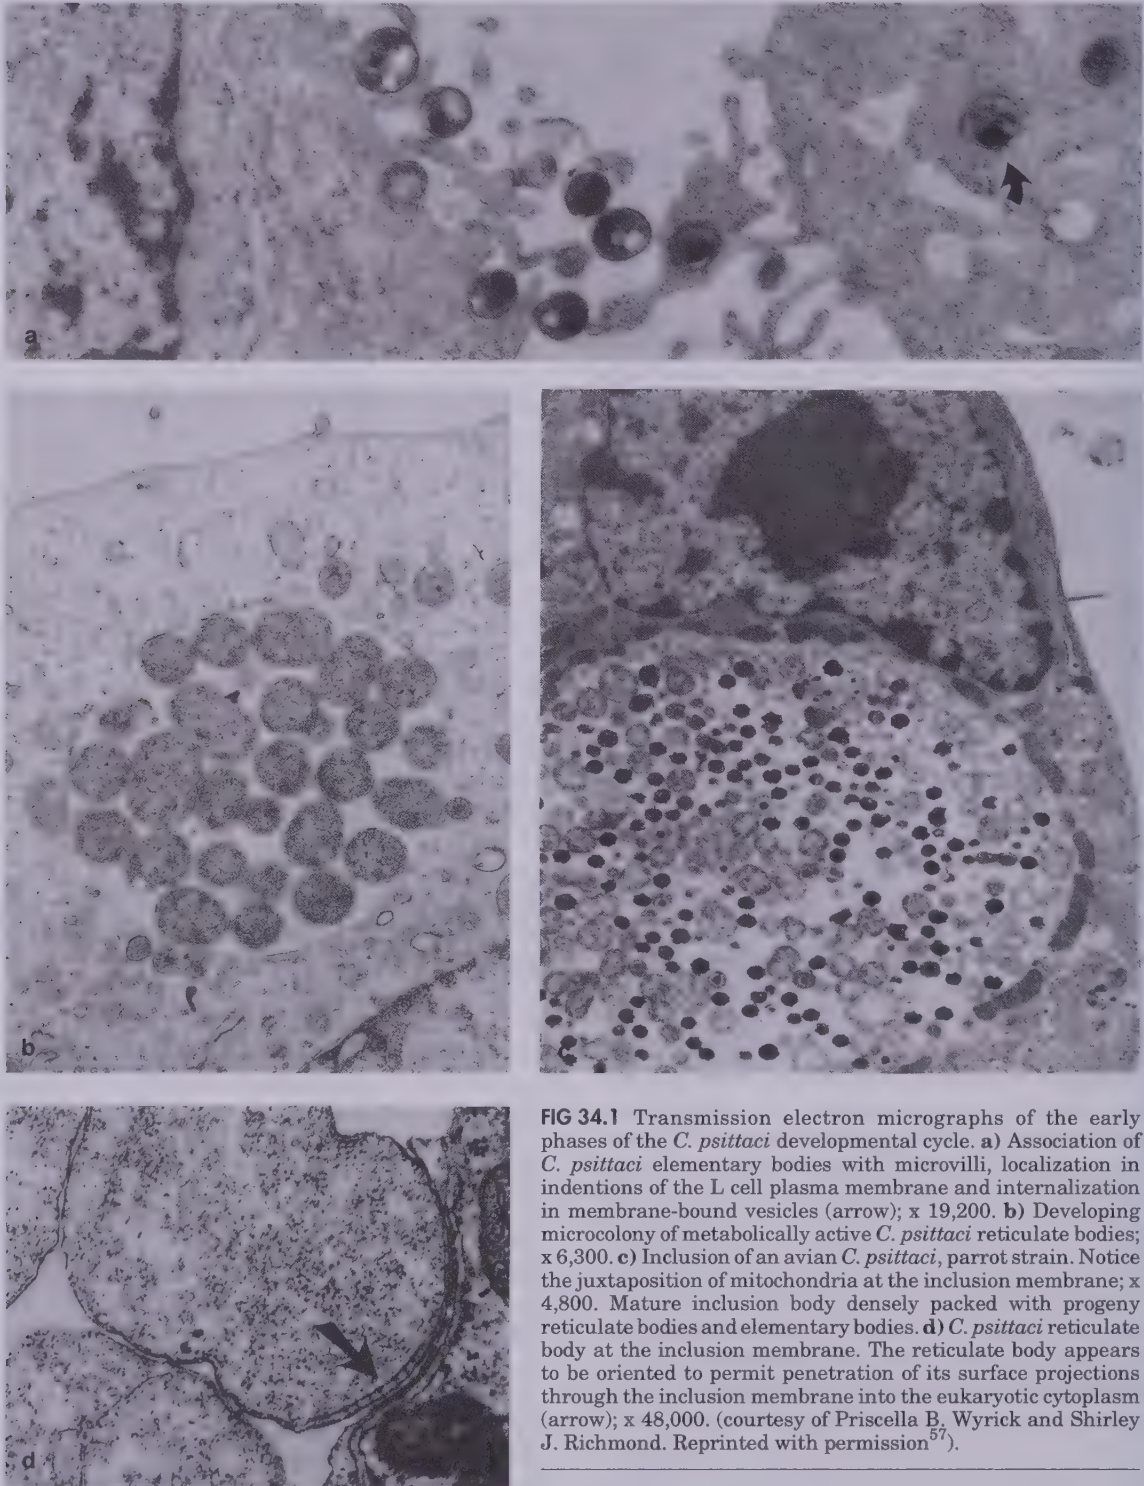 a
b
c
d
FIG 34.1 Transmission electron micrographs of the early
phases of the C. psittaci developmental cycle. a) Association of
C. psittaci elementary bodies with microvilli, localization in
indentions of the L cell plasma membrane and internalization
in membrane-bound vesicles (arrow); x 19,200. b) Developing
microcolony of metabolically active C. psittaci reticulate bodies;
x 6,300. c) Inclusion of an avian C. psittaci, parrot strain. Notice
the juxtaposition of mitochondria at the inclusion membrane; x
4,800. Mature inclusion body densely packed with progeny
reticulate bodies and elementary bodies. d) C. psittaci reticulate
body at the inclusion membrane. The reticulate body appears
to be oriented to permit penetration of its surface projections
through the inclusion membrane into the eukaryotic cytoplasm
(arrow); x 48,000. (courtesy of Priscella B. Wyrick and Shirley
J. Richmond. Reprinted with permission57).